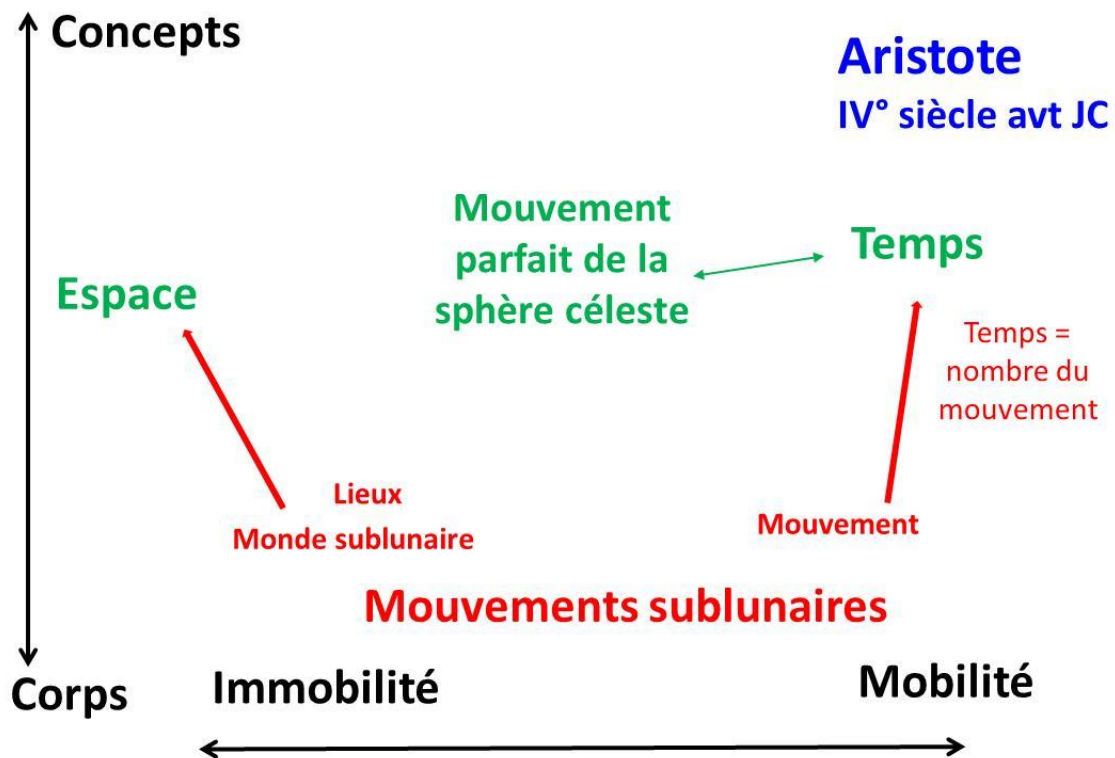 Concepts
Aristote
IV° siècle avt JC
Mouvement
parfait de la
sphère céleste
Temps
Espace
Temps =
nombre du
mouvement
Lieux
Monde sublunaire
Mouvement
Mouvements sublunaires
Corps
Immobilité
Mobilité